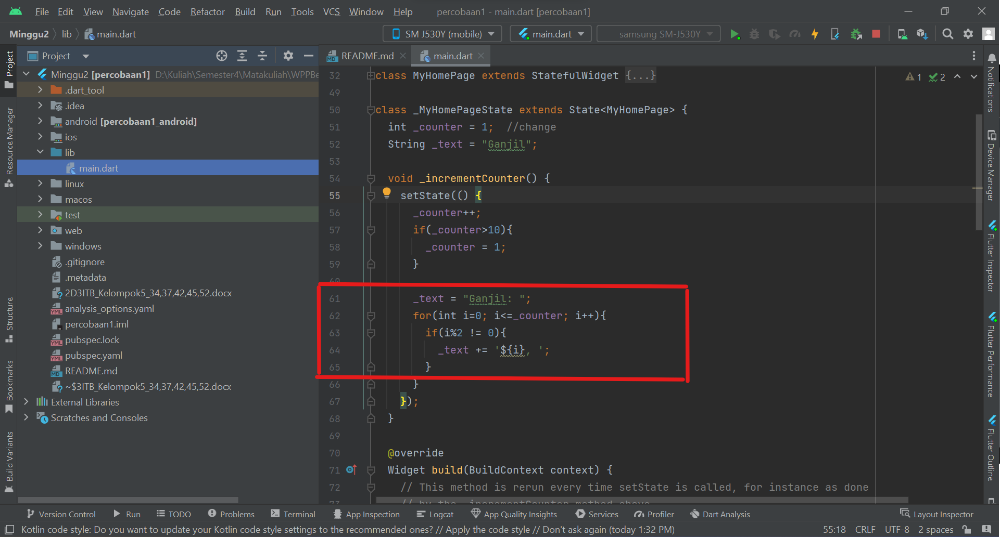 File Edit View Navigate Code Refactor Build Run Tools VCS Window Help percobaan1 - main.dart [percobaan1]
Minggu2 lib main.dart SM J530Y (mobile) main.dart samsung SM-J530Y
Project README.md main.dart
Project
Resource Manager
Structure
Bookmarks
Build Variants
Minggu2 [percobaan1] D:\Kuliah\Semester4\Matakuliah\WPPBe
.dart_tool
.idea
android [percobaan1_android]
ios
lib
main.dart
linux
macos
test
web
windows
.gitignore
.metadata
2D3ITB_Kelompok5_34,37,42,45,52.docx
analysis_options.yaml
percobaan1.iml
pubspec.lock
pubspec.yaml
README.md
~$3ITB_Kelompok5_34,37,42,45,52.docx
External Libraries
Scratches and Consoles
32 class MyHomePage extends StatefulWidget {...} 1 2
49
50 class _MyHomePageState extends State<MyHomePage> {
51 int _counter = 1; //change
52 String _text = "Ganjil";
53
54 void _incrementCounter() {
55 setState(() {
56 _counter++;
57 if(_counter>10){
58 _counter = 1;
59 }
60
61 _text = "Ganjil: ";
62 for(int i=0; i<=_counter; i++){
63 if(i%2 != 0){
64 _text += '${i}, ';
65 }
66 }
67 });
68 }
69
70 @override
71 Widget build(BuildContext context) {
72 // This method is rerun every time setState is called, for instance as done
73 // by the _incrementCounter method above
Notifications
Device Manager
Flutter Inspector
Flutter Performance
Flutter Outline
Version Control Run TODO Problems Terminal App Inspection Logcat App Quality Insights Services Profiler Dart Analysis Layout Inspector
Kotlin code style: Do you want to update your Kotlin code style settings to the recommended ones? // Apply the code style // Don't ask again (today 1:32 PM) 55:18 CRLF UTF-8 2 spaces